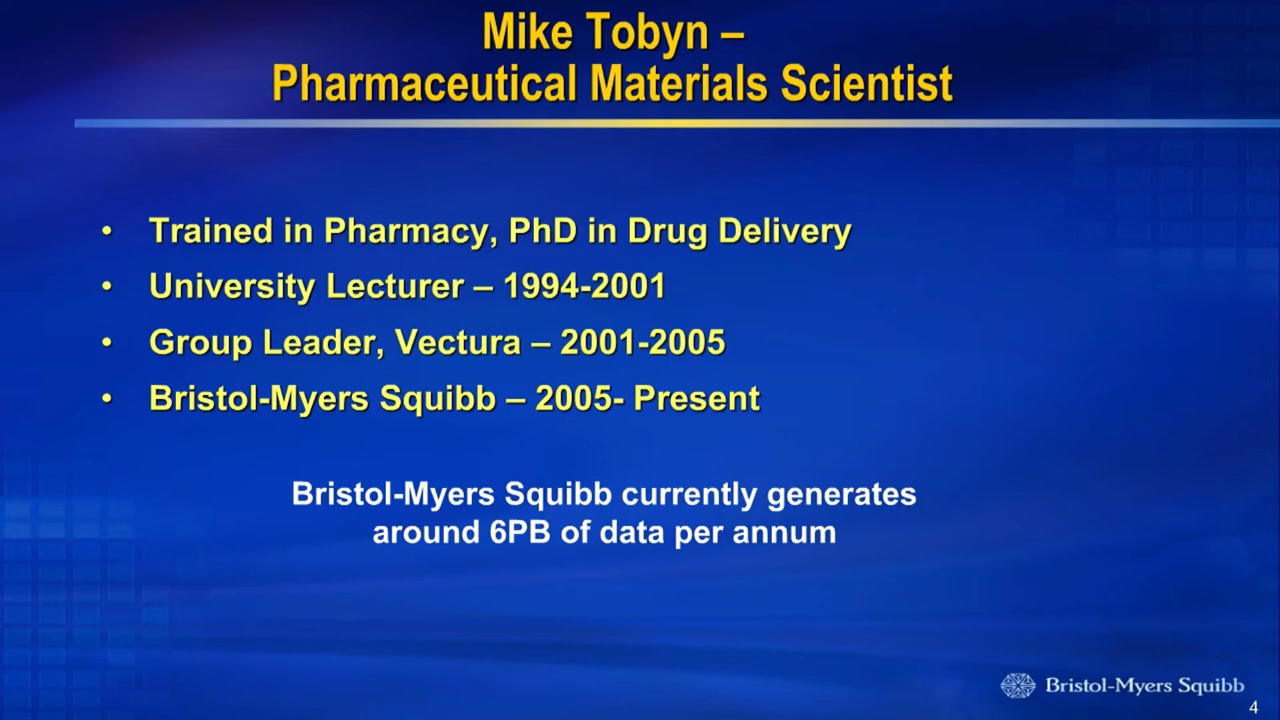 Mike Tobyn –
Pharmaceutical Materials Scientist
• Trained in Pharmacy, PhD in Drug Delivery
• University Lecturer – 1994-2001
• Group Leader, Vectura – 2001-2005
• Bristol-Myers Squibb – 2005- Present
Bristol-Myers Squibb currently generates
around 6PB of data per annum
Bristol-Myers Squibb
4